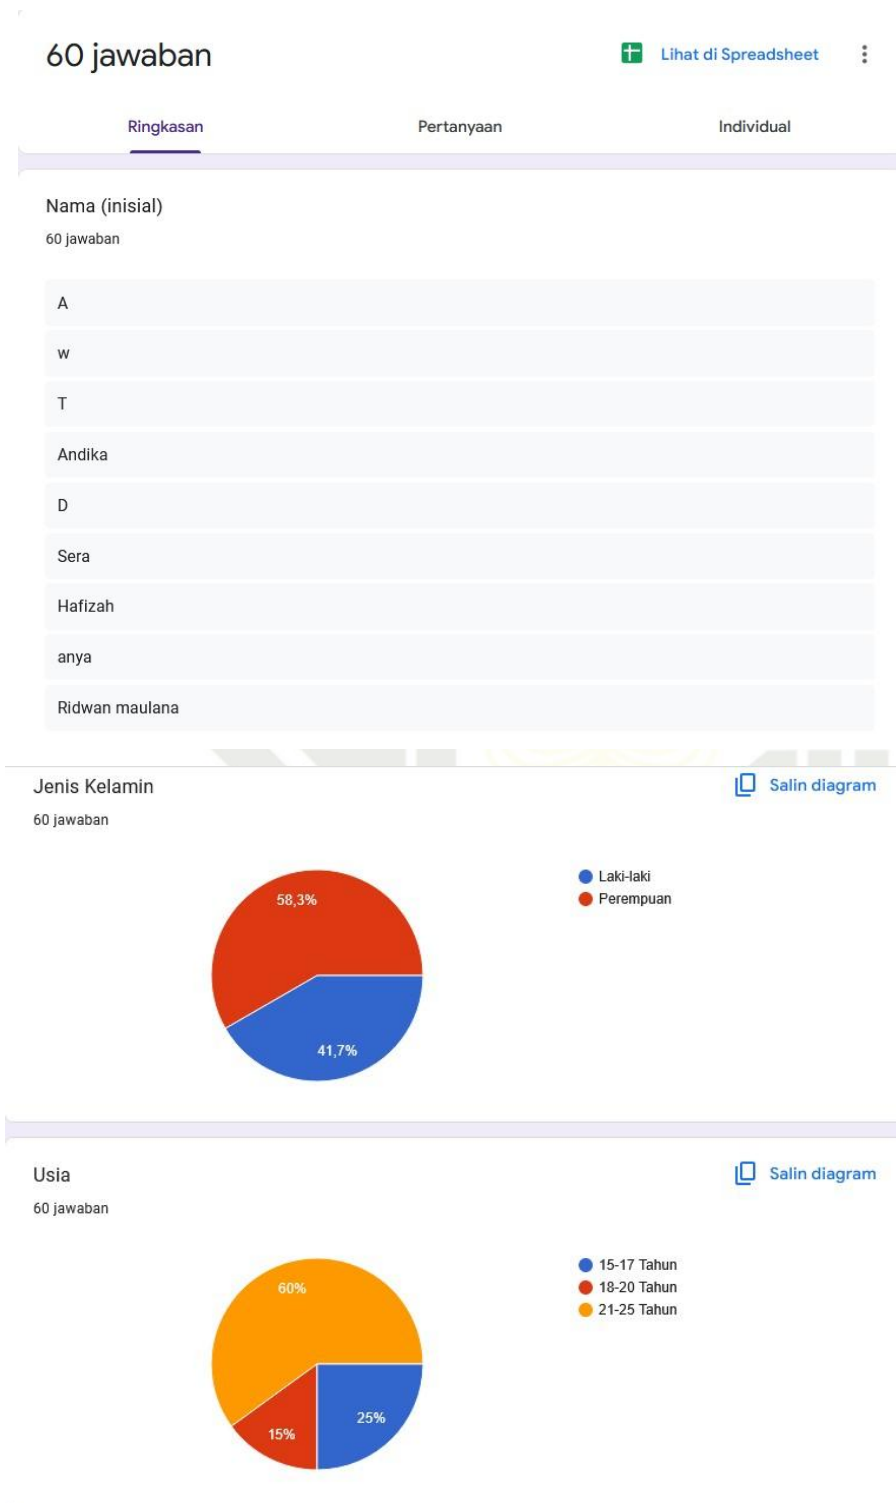 60 jawaban
Lihat di Spreadsheet
Ringkasan
Pertanyaan
Individual
Nama (inisial)
60 jawaban
A
w
T
Andika
D
Sera
Hafizah
anya
Ridwan maulana
Jenis Kelamin
Salin diagram
60 jawaban
58,3%
41,7%
Laki-laki
Perempuan
Usia
Salin diagram
60 jawaban
60%
15%
25%
15-17 Tahun
18-20 Tahun
21-25 Tahun